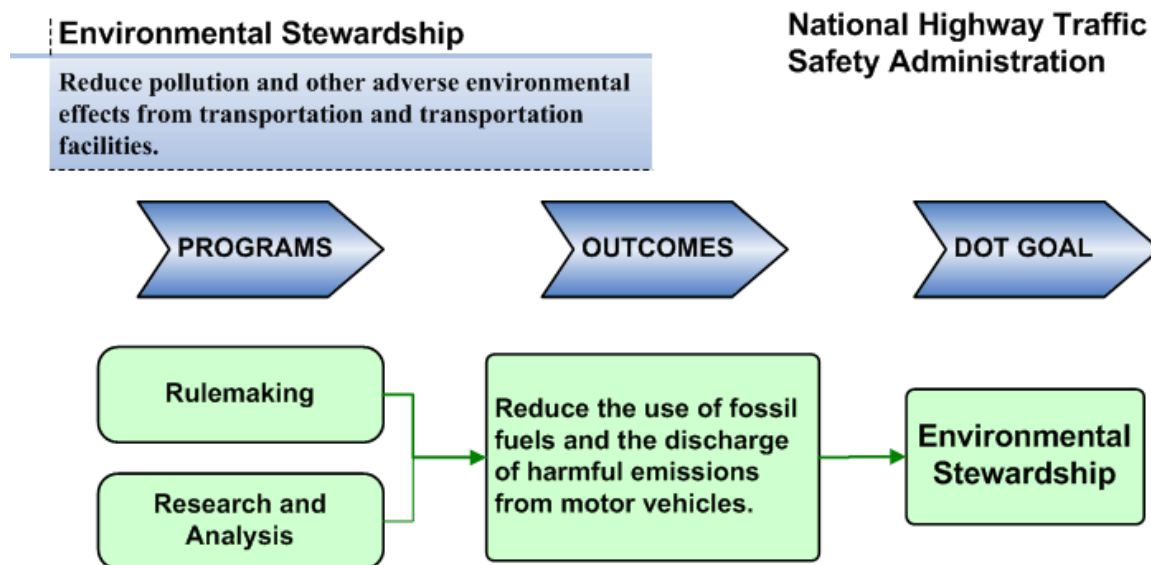 Environmental Stewardship
National Highway Traffic
Safety Administration
Reduce pollution and other adverse environmental
effects from transportation and transportation
facilities.
PROGRAMS
OUTCOMES
DOT GOAL
Rulemaking
Research and
Analysis
Reduce the use of fossil
fuels and the discharge
of harmful emissions
from motor vehicles.
Environmental
Stewardship